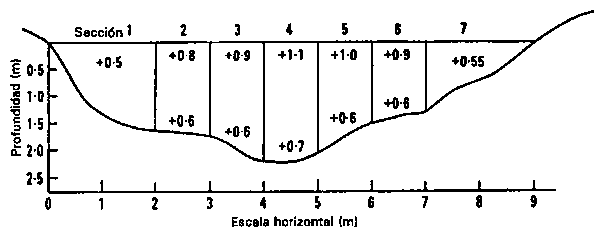 Sección 1 2 3 4 5 6 7
+0·5 +0·8 +0·9 +1·1 +1·0 +0·9 +0·55
+0·6 +0·6 +0·7 +0·6 +0·6
Profundidad (m)
0·5
1·0
1·5
2·0
2·5
0 1 2 3 4 5 6 7 8 9
Escala horizontal (m)